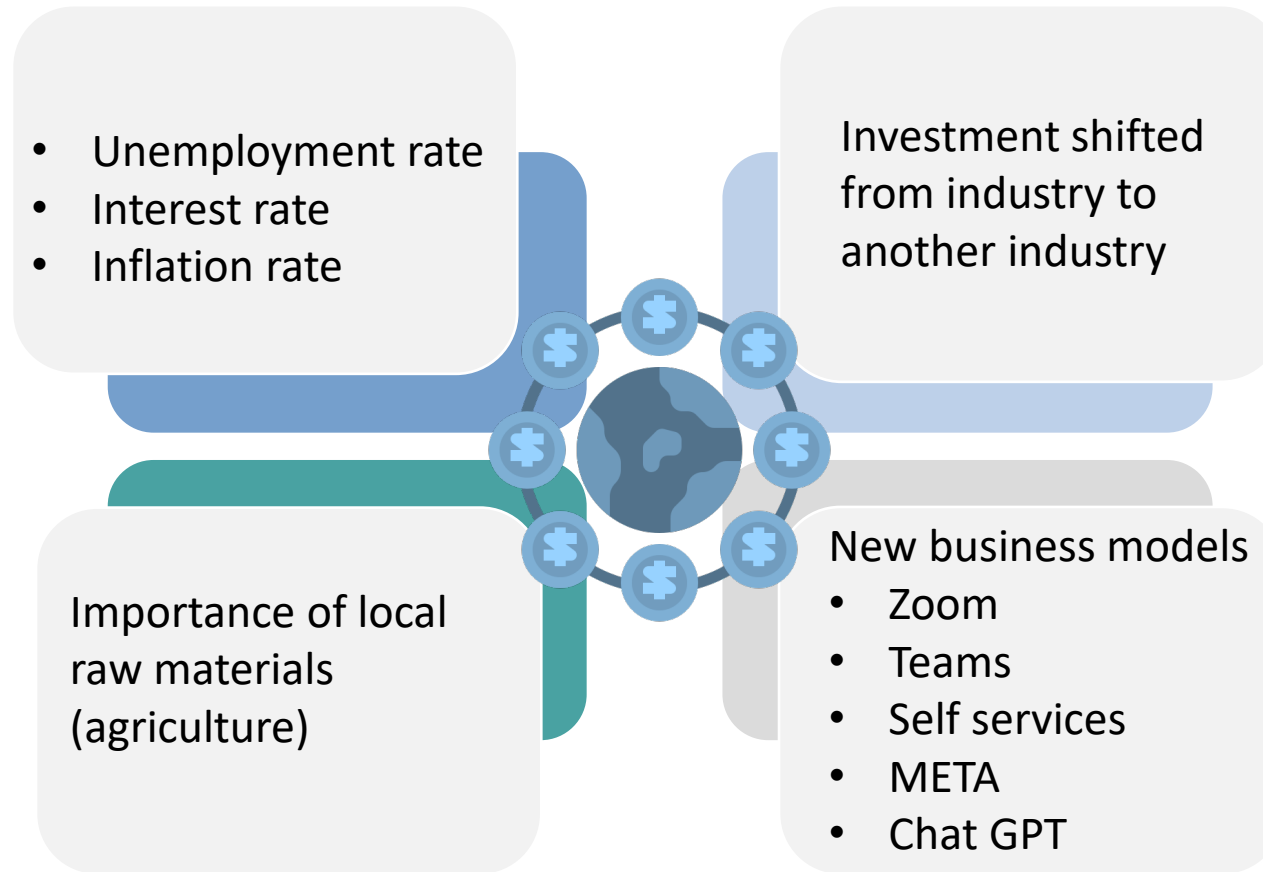 • Unemployment rate
• Interest rate
• Inflation rate
Investment shifted
from industry to
another industry
Importance of local
raw materials
(agriculture)
New business models
• Zoom
• Teams
• Self services
• META
• Chat GPT